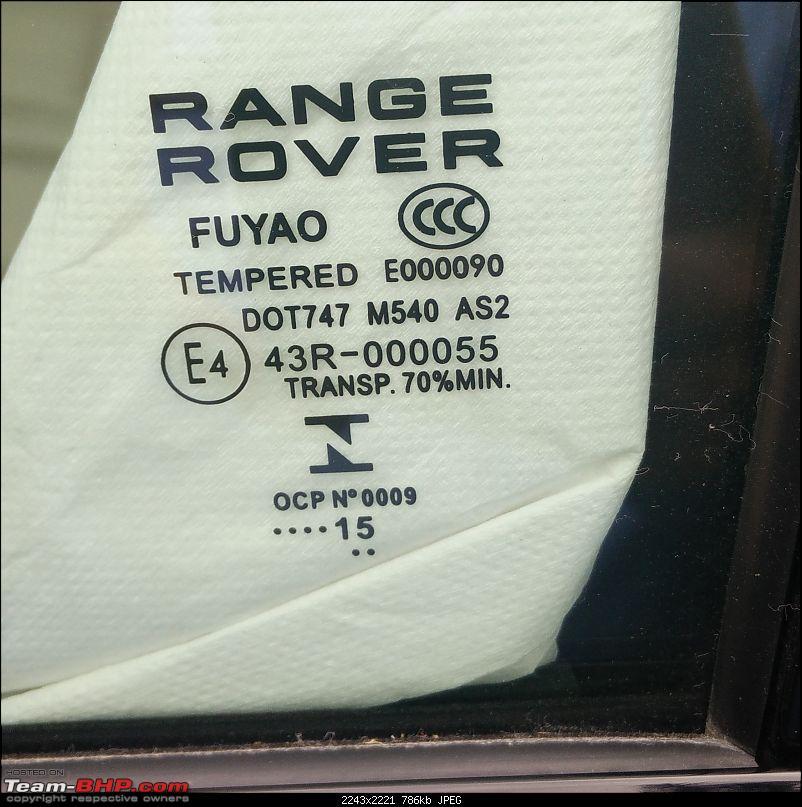 RANGE
ROVER
FUYAO CCC
TEMPERED E000090
DOT747 M540 AS2
E4 43R-000055
TRANSP. 70%MIN.
OCP Nº0009
····15
··
HOSTED ON
Team-BHP.com
copyright respective owners
2243x2221 786kb JPEG